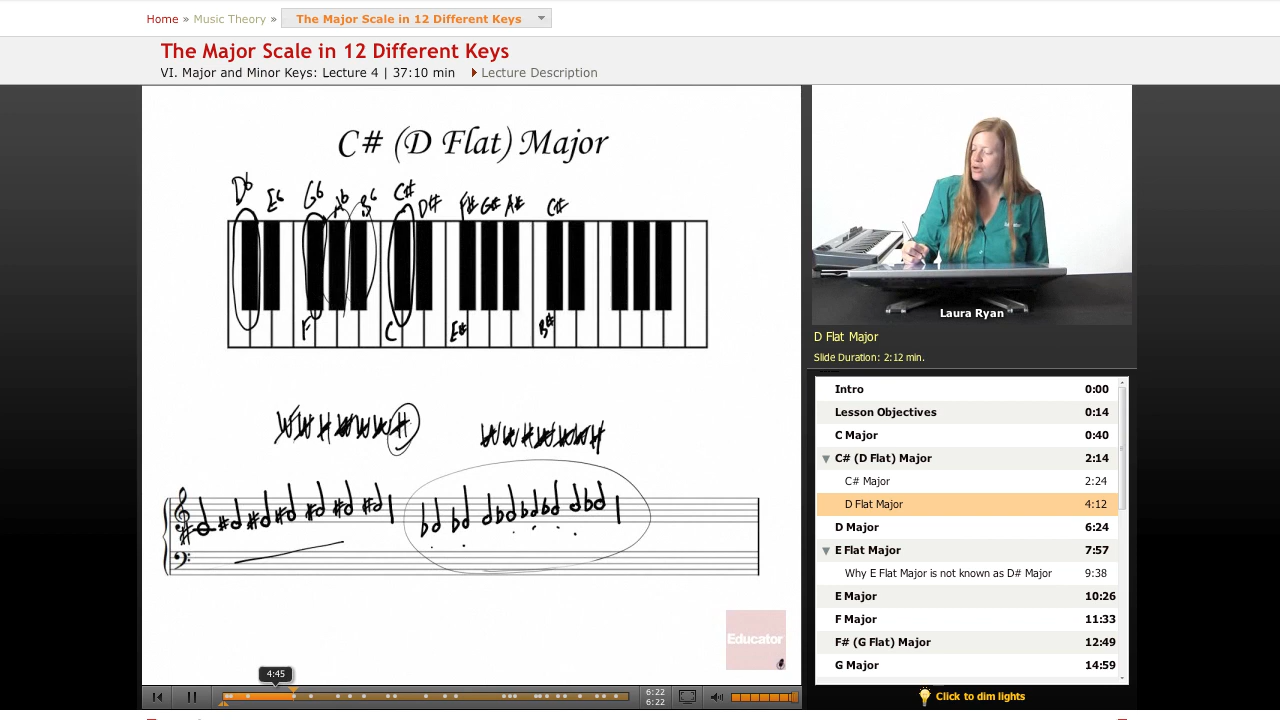 Home » Music Theory » The Major Scale in 12 Different Keys
The Major Scale in 12 Different Keys
VI. Major and Minor Keys: Lecture 4 | 37:10 min Lecture Description
C# (D Flat) Major
D♭ E♭ G♭ A♭ B♭ C# D# F# G# A# C#
F C E# B#
W W H W W W H
W W H W W W H
Educator
Laura Ryan
D Flat Major
Slide Duration: 2:12 min.
Intro 0:00
Lesson Objectives 0:14
C Major 0:40
C# (D Flat) Major 2:14
C# Major 2:24
D Flat Major 4:12
D Major 6:24
E Flat Major 7:57
Why E Flat Major is not known as D# Major 9:38
E Major 10:26
F Major 11:33
F# (G Flat) Major 12:49
G Major 14:59
4:45
6:22
6:22
Click to dim lights